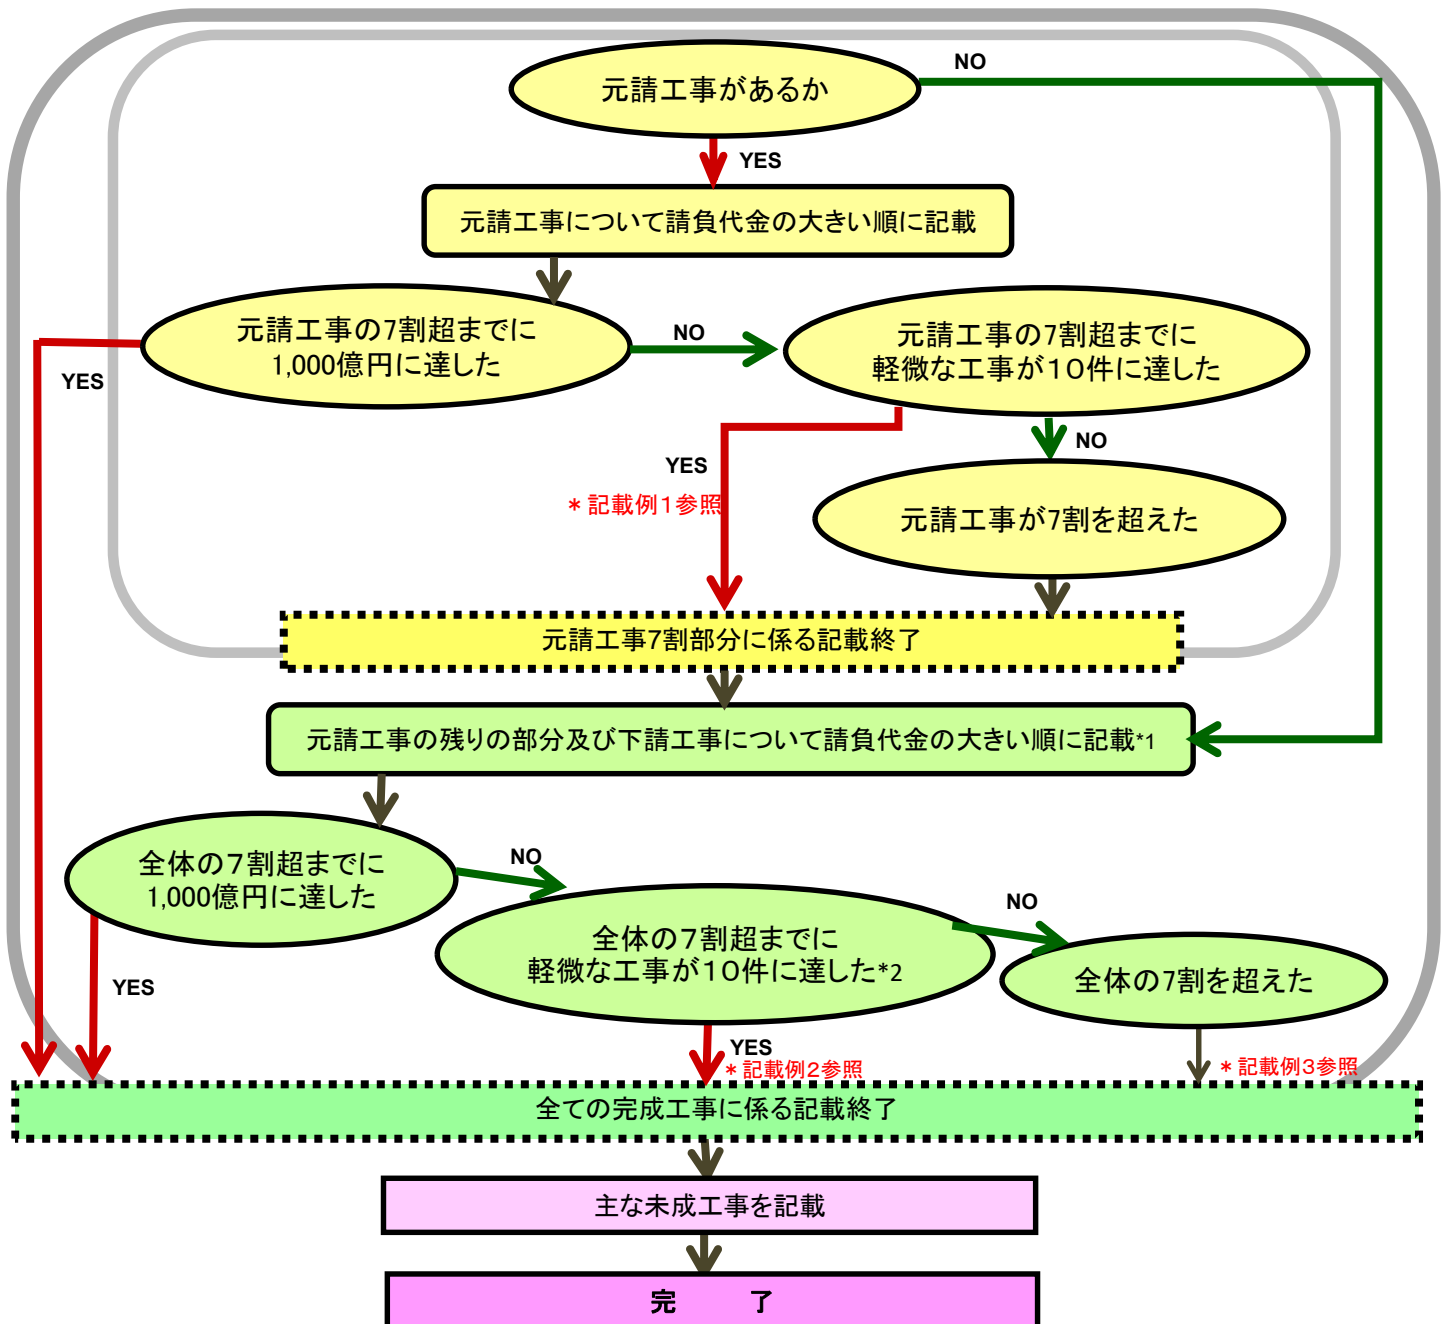 元請工事があるか
NO
YES
元請工事について請負代金の大きい順に記載
元請工事の7割超までに
1,000億円に達した
NO
元請工事の7割超までに
軽微な工事が10件に達した
YES
NO
YES
*記載例1参照
元請工事が7割を超えた
元請工事7割部分に係る記載終了
元請工事の残りの部分及び下請工事について請負代金の大きい順に記載*1
全体の7割超までに
1,000億円に達した
NO
全体の7割超までに
軽微な工事が10件に達した*2
NO
全体の7割を超えた
YES
YES
*記載例2参照
*記載例3参照
全ての完成工事に係る記載終了
主な未成工事を記載
完 了